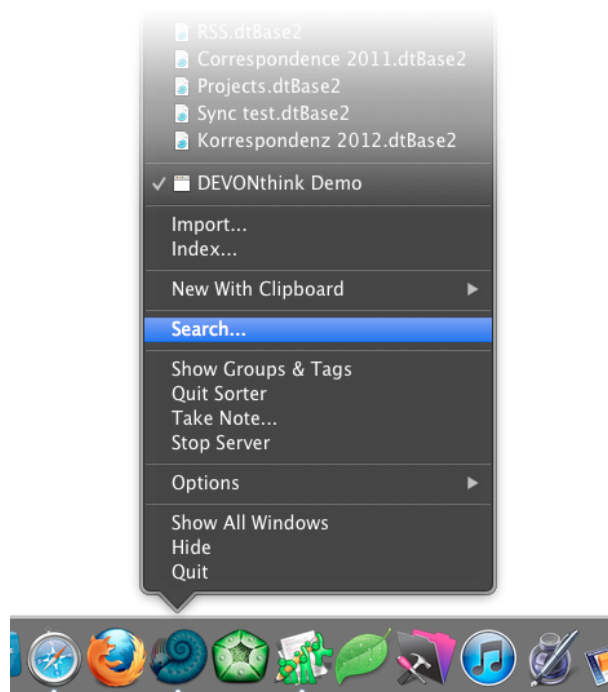 RSS.dtBase2
Correspondence 2011.dtBase2
Projects.dtBase2
Sync test.dtBase2
Korrespondenz 2012.dtBase2
DEVONthink Demo
Import...
Index...
New With Clipboard
Search...
Show Groups & Tags
Quit Sorter
Take Note...
Stop Server
Options
Show All Windows
Hide
Quit